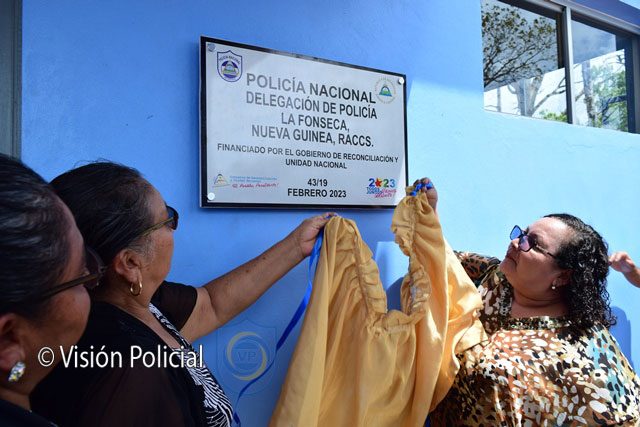 POLICÍA NACIONAL
DELEGACIÓN DE POLICÍA
LA FONSECA,
NUEVA GUINEA, RACCS.
FINANCIADO POR EL GOBIERNO DE RECONCILIACIÓN Y
UNIDAD NACIONAL
43/19
FEBRERO 2023
2023
© Visión Policial
VP